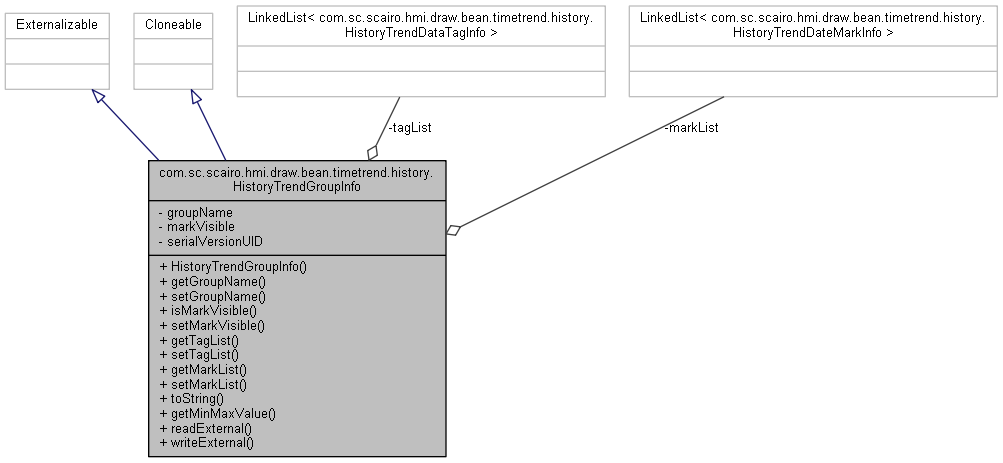 Externalizable
Cloneable
LinkedList< com.sc.scairo.hmi.draw.bean.timetrend.history.
HistoryTrendDataTagInfo >
LinkedList< com.sc.scairo.hmi.draw.bean.timetrend.history.
HistoryTrendDateMarkInfo >
-tagList
-markList
com.sc.scairo.hmi.draw.bean.timetrend.history.
HistoryTrendGroupInfo
- groupName
- markVisible
- serialVersionUID
+ HistoryTrendGroupInfo()
+ getGroupName()
+ setGroupName()
+ isMarkVisible()
+ setMarkVisible()
+ getTagList()
+ setTagList()
+ getMarkList()
+ setMarkList()
+ toString()
+ getMinMaxValue()
+ readExternal()
+ writeExternal()